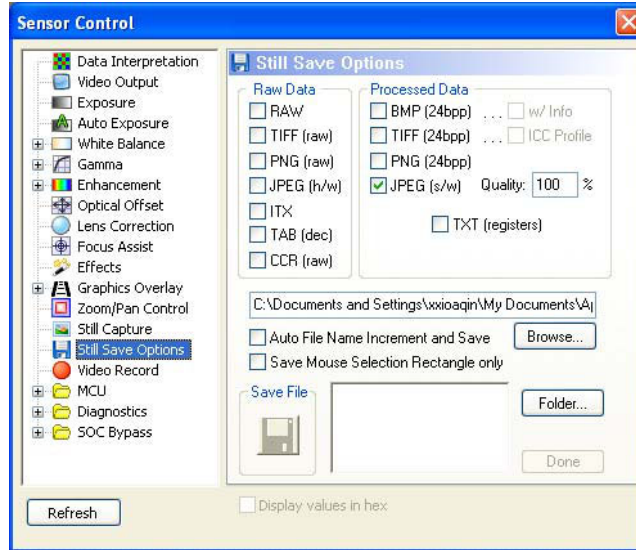 Sensor Control
Data Interpretation
Video Output
Exposure
Auto Exposure
White Balance
Gamma
Enhancement
Optical Offset
Lens Correction
Focus Assist
Effects
Graphics Overlay
Zoom/Pan Control
Still Capture
Still Save Options
Video Record
MCU
Diagnostics
SOC Bypass
Refresh
Still Save Options
Raw Data
RAW
TIFF (raw)
PNG (raw)
JPEG (h/w)
ITX
TAB (dec)
CCR (raw)
Processed Data
BMP (24bpp) ... w/ Info
TIFF (24bpp) ... ICC Profile
PNG (24bpp)
JPEG (s/w) Quality: 100 %
TXT (registers)
C:\Documents and Settings\xxioaqin\My Documents\Ap
Auto File Name Increment and Save
Browse...
Save Mouse Selection Rectangle only
Save File
Folder...
Done
Display values in hex